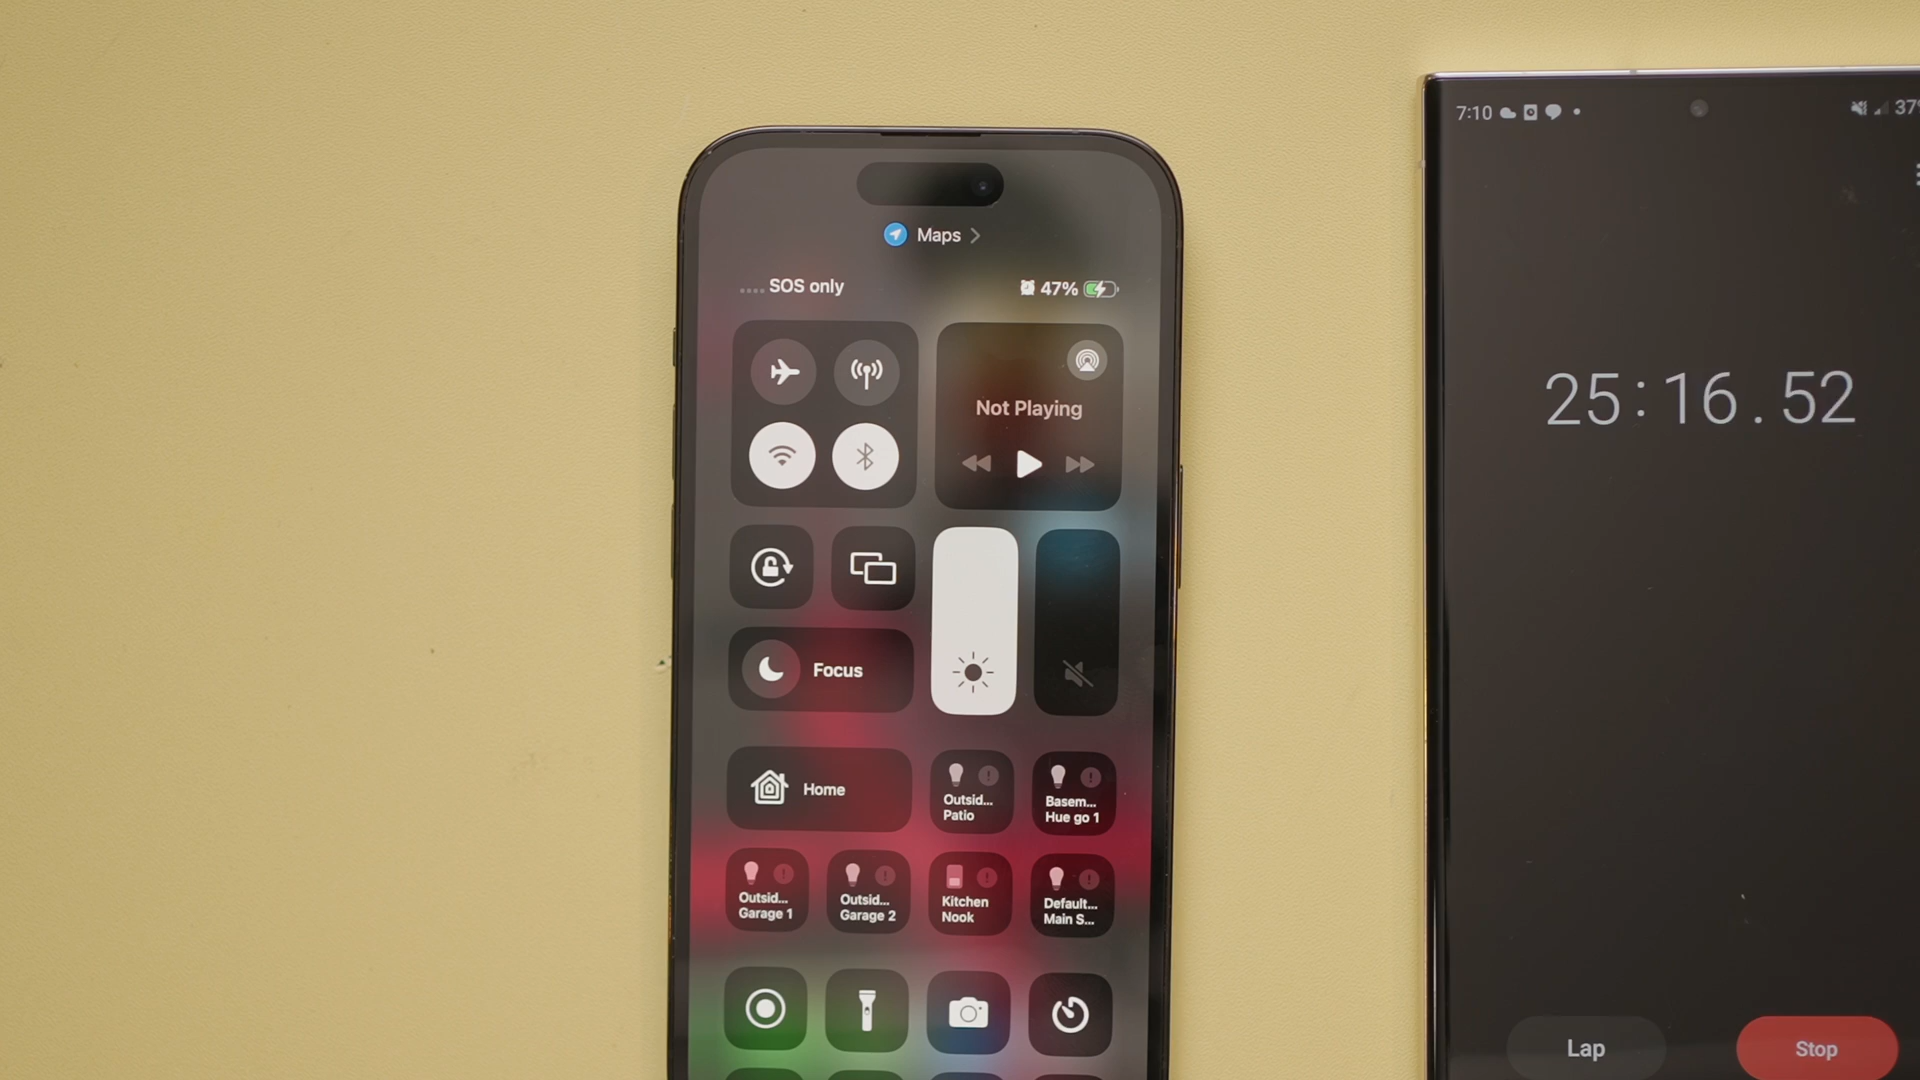 Maps
SOS only
47%
Not Playing
Focus
Home
Outsid...
Patio
Basem...
Hue go 1
Outsid...
Garage 1
Outsid...
Garage 2
Kitchen
Nook
Default...
Main S...
7:10
37%
25:16.52
Lap
Stop